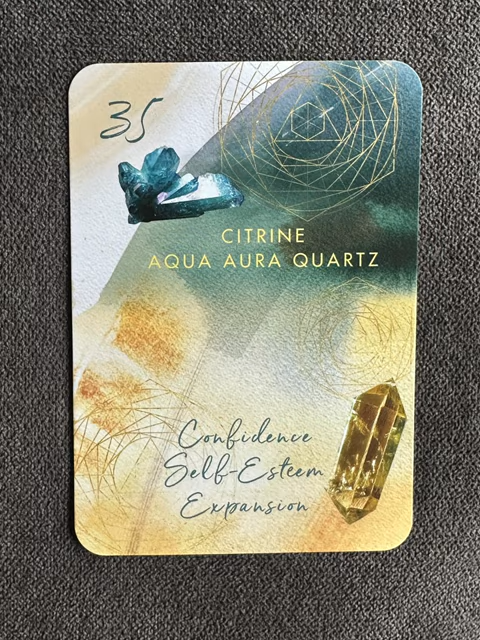 35
CITRINE
AQUA AURA QUARTZ
Confidence
Self-Esteem
Expansion